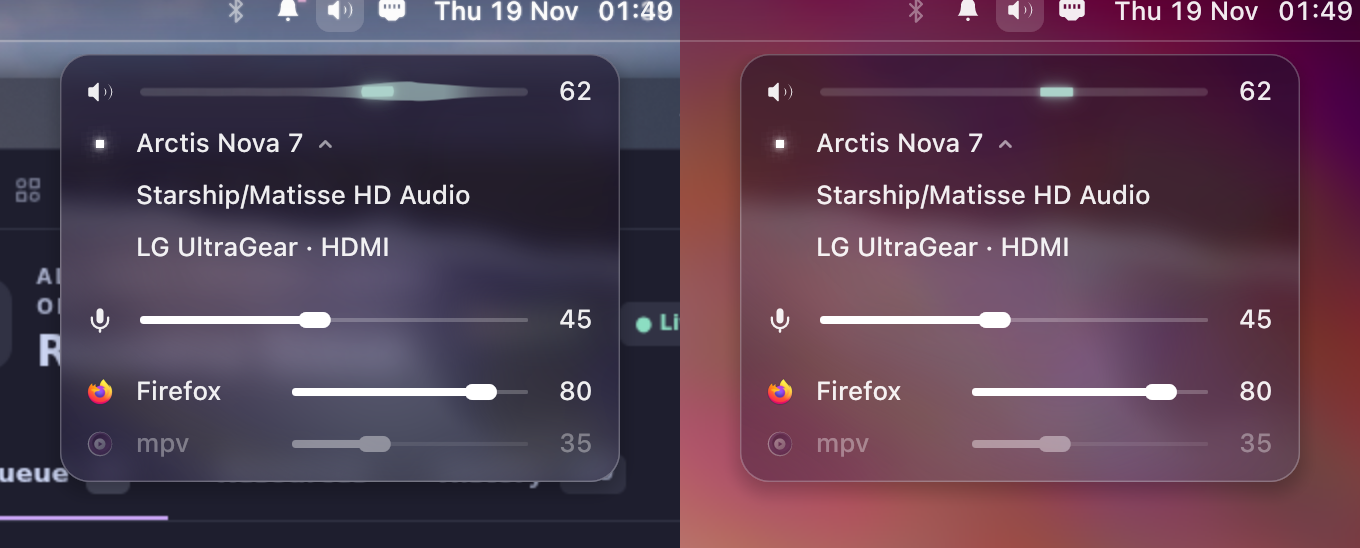 Thu 19 Nov 01:49
62
Arctis Nova 7
Starship/Matisse HD Audio
LG UltraGear · HDMI
45
Firefox 80
mpv 35
ueue
Thu 19 Nov 01:49
62
Arctis Nova 7
Starship/Matisse HD Audio
LG UltraGear · HDMI
45
Firefox 80
mpv 35